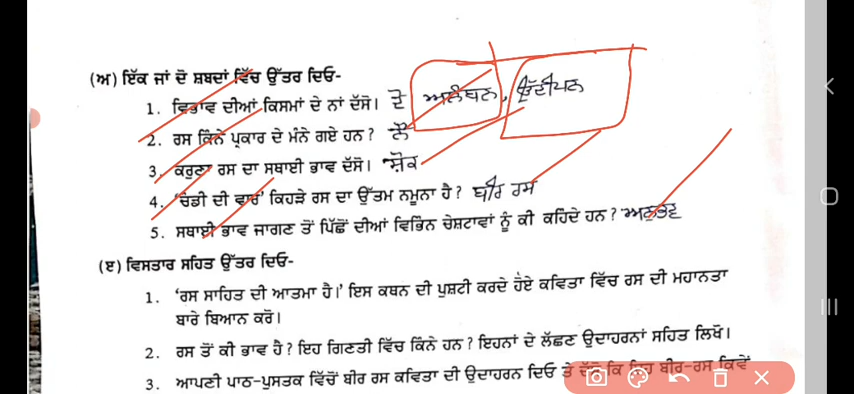 (ਅ) ਇੱਕ ਜਾਂ ਦੋ ਸ਼ਬਦਾਂ ਵਿੱਚ ਉੱਤਰ ਦਿਓ-
1. ਵਿਭਾਵ ਦੀਆਂ ਕਿਸਮਾਂ ਦੇ ਨਾਂ ਦੱਸੋ। ਦੋ ਆਲੰਬਨ, ਉੱਦੀਪਨ
2. ਰਸ ਕਿੰਨੇ ਪ੍ਰਕਾਰ ਦੇ ਮੰਨੇ ਗਏ ਹਨ? ਨੌਂ
3. ਕਰੁਣਾ ਰਸ ਦਾ ਸਥਾਈ ਭਾਵ ਦੱਸੋ। ਸ਼ੋਕ
4. 'ਚੰਡੀ ਦੀ ਵਾਰ' ਕਿਹੜੇ ਰਸ ਦਾ ਉੱਤਮ ਨਮੂਨਾ ਹੈ? ਬੀਰ ਰਸ
5. ਸਥਾਈ ਭਾਵ ਜਾਗਣ ਤੋਂ ਪਿੱਛੋਂ ਦੀਆਂ ਵਿਭਿੰਨ ਚੇਸ਼ਟਾਵਾਂ ਨੂੰ ਕੀ ਕਹਿੰਦੇ ਹਨ? ਅਨੁਭਵ
(ੲ) ਵਿਸਤਾਰ ਸਹਿਤ ਉੱਤਰ ਦਿਓ-
1. 'ਰਸ ਸਾਹਿਤ ਦੀ ਆਤਮਾ ਹੈ।' ਇਸ ਕਥਨ ਦੀ ਪੁਸ਼ਟੀ ਕਰਦੇ ਹੋਏ ਕਵਿਤਾ ਵਿੱਚ ਰਸ ਦੀ ਮਹਾਨਤਾ
ਬਾਰੇ ਬਿਆਨ ਕਰੋ।
2. ਰਸ ਤੋਂ ਕੀ ਭਾਵ ਹੈ? ਇਹ ਗਿਣਤੀ ਵਿੱਚ ਕਿੰਨੇ ਹਨ? ਇਹਨਾਂ ਦੇ ਲੱਛਣ ਉਦਾਹਰਨਾਂ ਸਹਿਤ ਲਿਖੋ।
3. ਆਪਣੀ ਪਾਠ-ਪੁਸਤਕ ਵਿੱਚੋਂ ਬੀਰ ਰਸ ਕਵਿਤਾ ਦੀ ਉਦਾਹਰਨ ਦਿਓ ਤੇ ਕਿ ਬੀਰ-ਰਸ ਕਿਵੇਂ